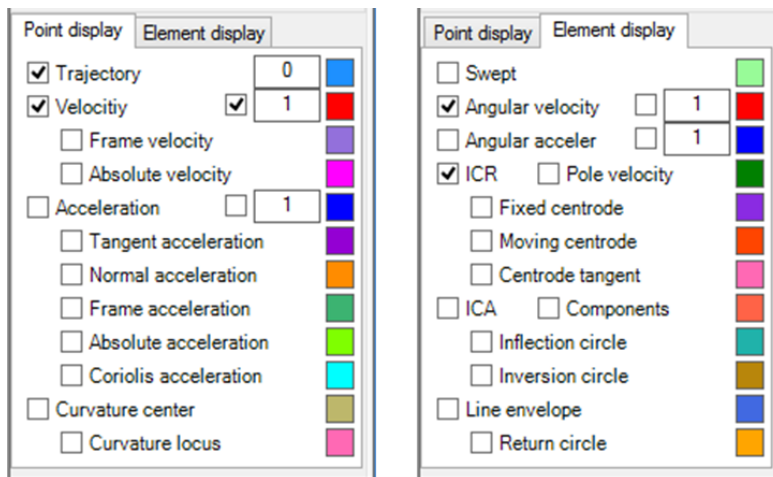 Point display Element display
Trajectory 0
Velocitiy 1
Frame velocity
Absolute velocity
Acceleration 1
Tangent acceleration
Normal acceleration
Frame acceleration
Absolute acceleration
Coriolis acceleration
Curvature center
Curvature locus
Point display Element display
Swept
Angular velocity 1
Angular acceler 1
ICR Pole velocity
Fixed centrode
Moving centrode
Centrode tangent
ICA Components
Inflection circle
Inversion circle
Line envelope
Return circle